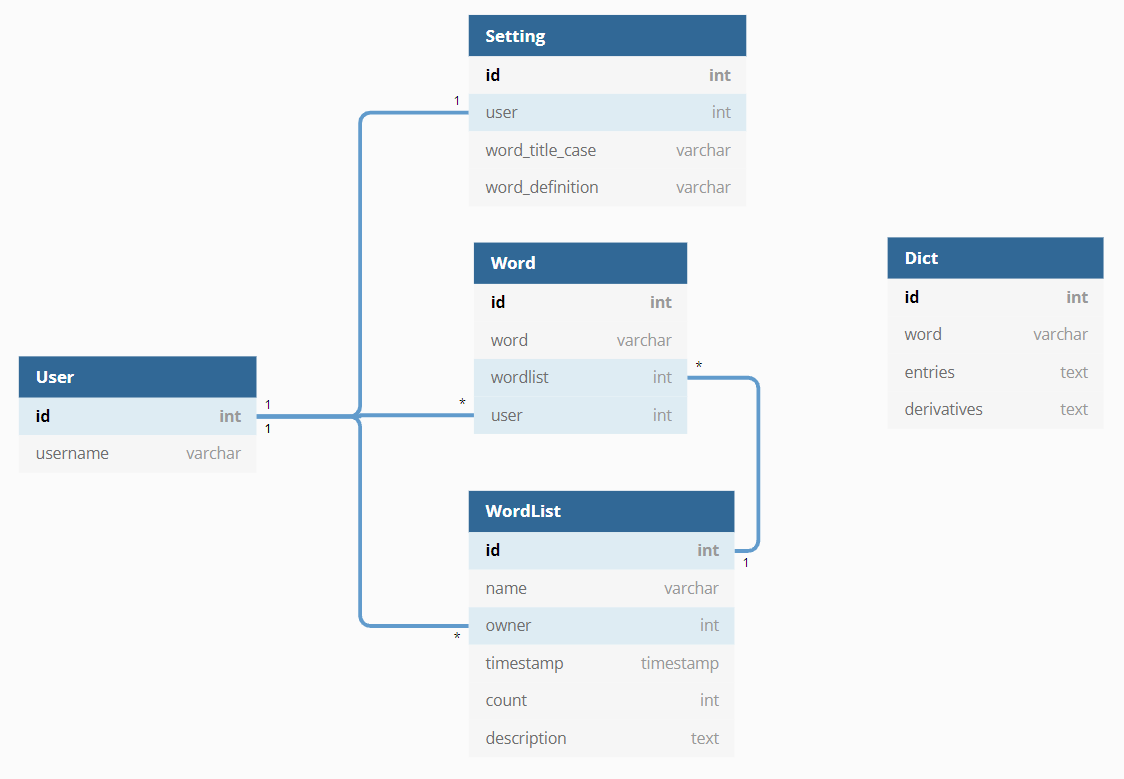 Setting
id int
user int
word_title_case varchar
word_definition varchar
1
Word
id int
word varchar
wordlist int
user int
*
*
Dict
id int
word varchar
entries text
derivatives text
User
id int
username varchar
1
1
WordList
id int
name varchar
owner int
timestamp timestamp
count int
description text
1
*